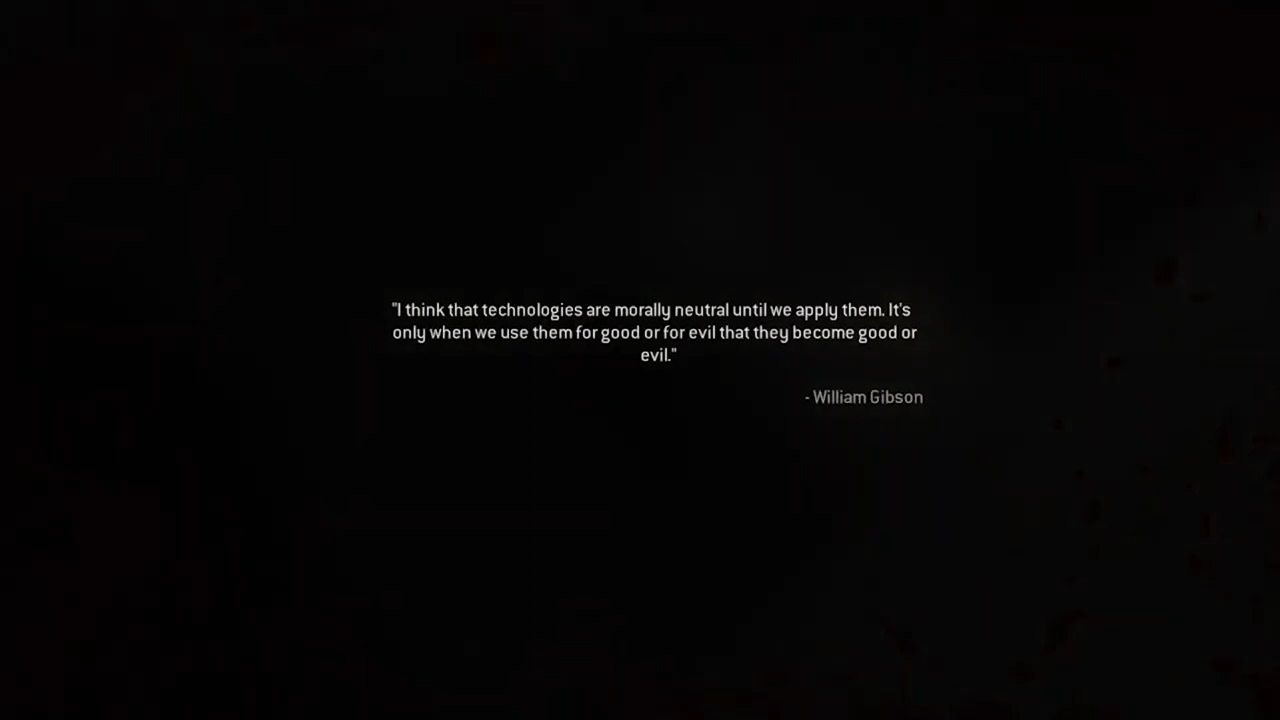 "I think that technologies are morally neutral until we apply them. It's
only when we use them for good or for evil that they become good or
evil."
- William Gibson